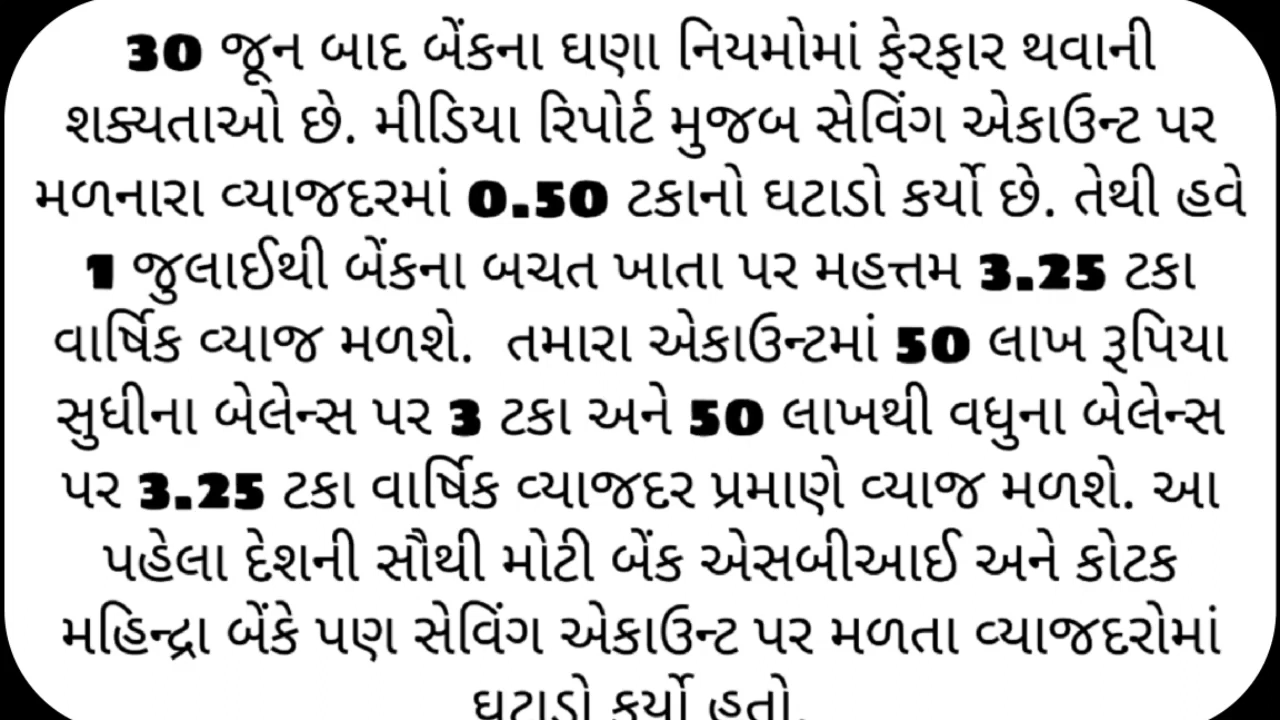 30 જૂન બાદ બેંકના ઘણા નિયમોમાં ફેરફાર થવાની
શક્યતાઓ છે. મીડિયા રિપોર્ટ મુજબ સેવિંગ એકાઉન્ટ પર
મળનારા વ્યાજદરમાં 0.50 ટકાનો ઘટાડો કર્યો છે. તેથી હવે
1 જુલાઈથી બેંકના બચત ખાતા પર મહત્તમ 3.25 ટકા
વાર્ષિક વ્યાજ મળશે. તમારા એકાઉન્ટમાં 50 લાખ રૂપિયા
સુધીના બેલેન્સ પર 3 ટકા અને 50 લાખથી વધુના બેલેન્સ
પર 3.25 ટકા વાર્ષિક વ્યાજદર પ્રમાણે વ્યાજ મળશે. આ
પહેલા દેશની સૌથી મોટી બેંક એસબીઆઈ અને કોટક
મહિન્દ્રા બેંકે પણ સેવિંગ એકાઉન્ટ પર મળતા વ્યાજદરોમાં
ઘટાડો કર્યો હતો.